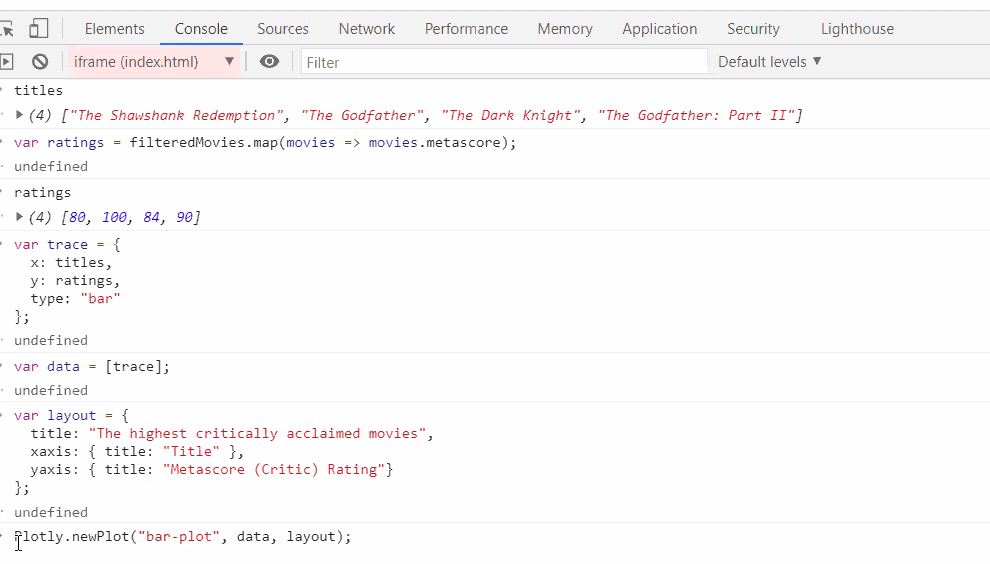 Elements Console Sources Network Performance Memory Application Security Lighthouse
iframe (index.html) ▼ Filter Default levels ▼
titles
▶ (4) ["The Shawshank Redemption", "The Godfather", "The Dark Knight", "The Godfather: Part II"]
var ratings = filteredMovies.map(movies => movies.metascore);
undefined
ratings
▶ (4) [80, 100, 84, 90]
var trace = {
  x: titles,
  y: ratings,
  type: "bar"
};
undefined
var data = [trace];
undefined
var layout = {
  title: "The highest critically acclaimed movies",
  xaxis: { title: "Title" },
  yaxis: { title: "Metascore (Critic) Rating"}
};
undefined
Plotly.newPlot("bar-plot", data, layout);